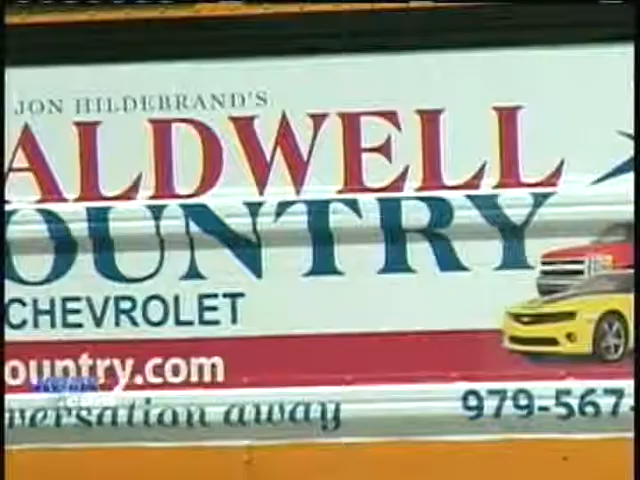 JON HILDEBRAND'S
ALDWELL
OUNTRY
CHEVROLET
ountry.com
versation away 979-567-